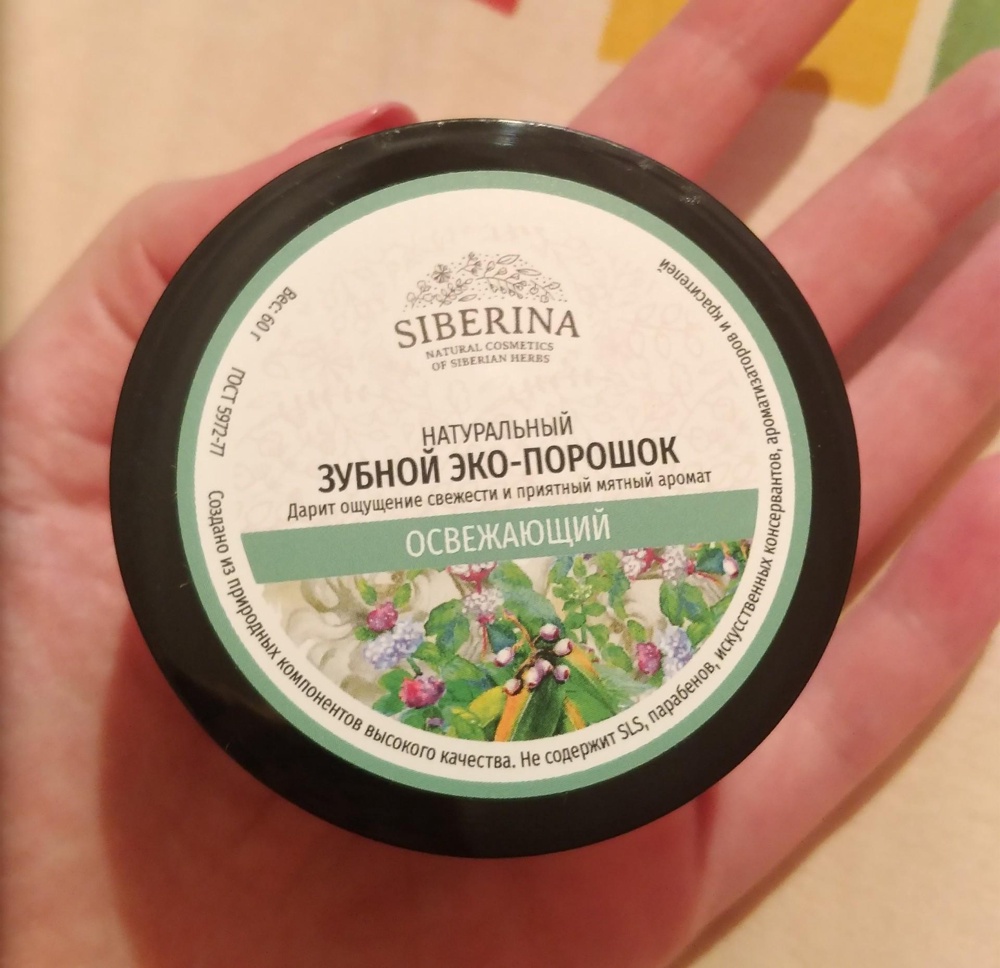 SIBERINA
NATURAL COSMETICS
OF SIBERIAN HERBS
НАТУРАЛЬНЫЙ
ЗУБНОЙ ЭКО-ПОРОШОК
Дарит ощущение свежести и приятный мятный аромат
ОСВЕЖАЮЩИЙ
Вес: 60 г
ГОСТ 5972-77
Создано из природных компонентов высокого качества. Не содержит SLS, парабенов, искусственных консервантов, ароматизаторов и красителей